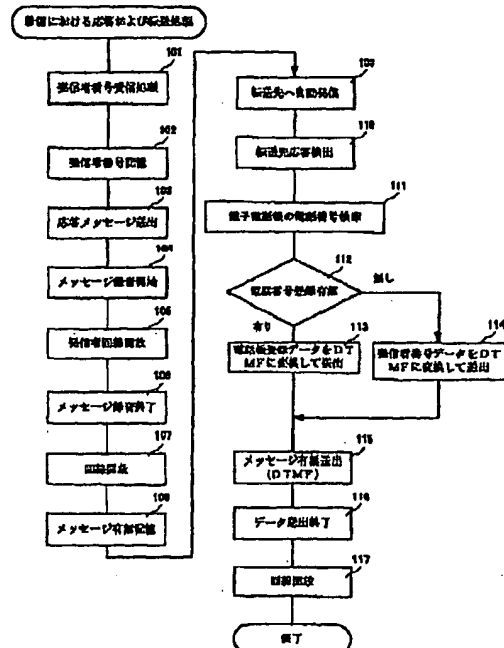 着信における応答および転送処理
101
発信者番号受信処理
102
発信者番号記憶
103
応答メッセージ送出
104
メッセージ録音開始
105
発信者回線開放
106
メッセージ録音終了
107
108
メッセージ有無記憶
109
転送先へ自動発信
110
転送先応答検出
111
電子電話帳の電話番号検索
112
電話番号登録有無
無し
有り
113
電話帳登録データをDT
MFに変換して送出
114
発信者番号データをDT
MFに変換して送出
115
メッセージ有無送出
(DTMF)
116
データ送出終了
117
回線開放
終了